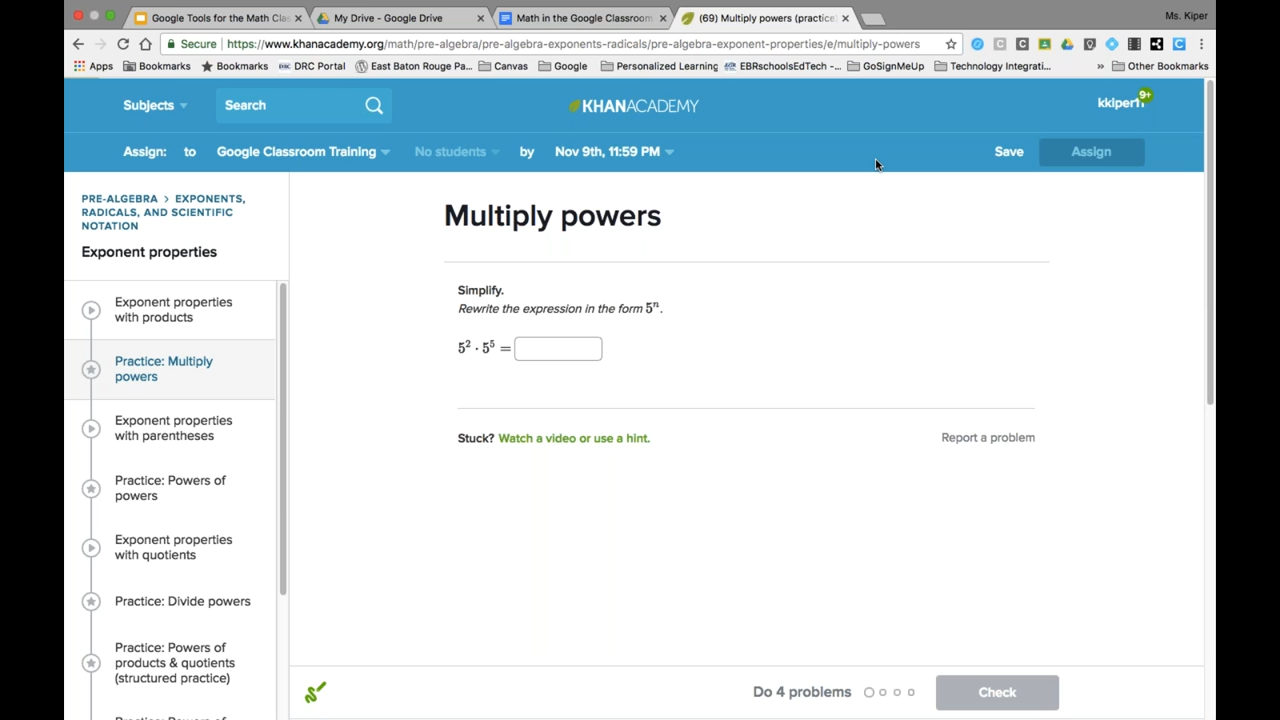 Google Tools for the Math Clas
My Drive - Google Drive
Math in the Google Classroom
(69) Multiply powers (practice)
Ms. Kiper
Secure
https://www.khanacademy.org/math/pre-algebra/pre-algebra-exponents-radicals/pre-algebra-exponent-properties/e/multiply-powers
Apps
Bookmarks
Bookmarks
DRC Portal
East Baton Rouge Pa...
Canvas
Google
Personalized Learning
EBRschoolsEdTech -...
GoSignMeUp
Technology Integrati...
»
Other Bookmarks
Subjects
Search
KHANACADEMY
kkiper11
9+
Assign: to Google Classroom Training No students by Nov 9th, 11:59 PM
Save
Assign
PRE-ALGEBRA > EXPONENTS,
RADICALS, AND SCIENTIFIC
NOTATION
Exponent properties
Exponent properties
with products
Practice: Multiply
powers
Exponent properties
with parentheses
Practice: Powers of
powers
Exponent properties
with quotients
Practice: Divide powers
Practice: Powers of
products & quotients
(structured practice)
Multiply powers
Simplify.
Rewrite the expression in the form 5ⁿ.
5² · 5⁵ =
Stuck? Watch a video or use a hint.
Report a problem
Do 4 problems
Check